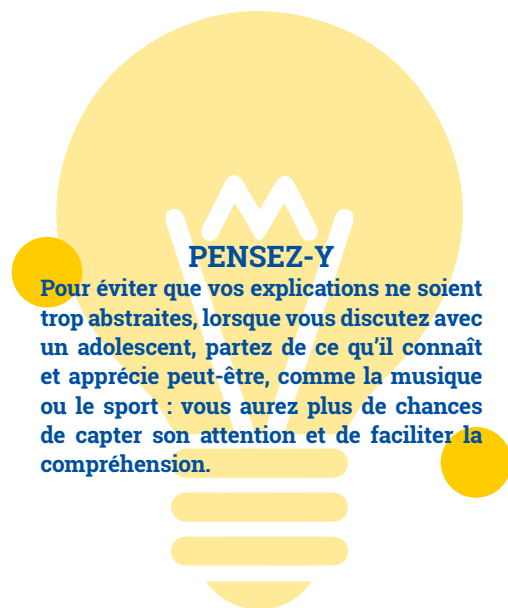 PENSEZ-Y
Pour éviter que vos explications ne soient
trop abstraites, lorsque vous discutez avec
un adolescent, partez de ce qu’il connaît
et apprécie peut-être, comme la musique
ou le sport : vous aurez plus de chances
de capter son attention et de faciliter la
compréhension.